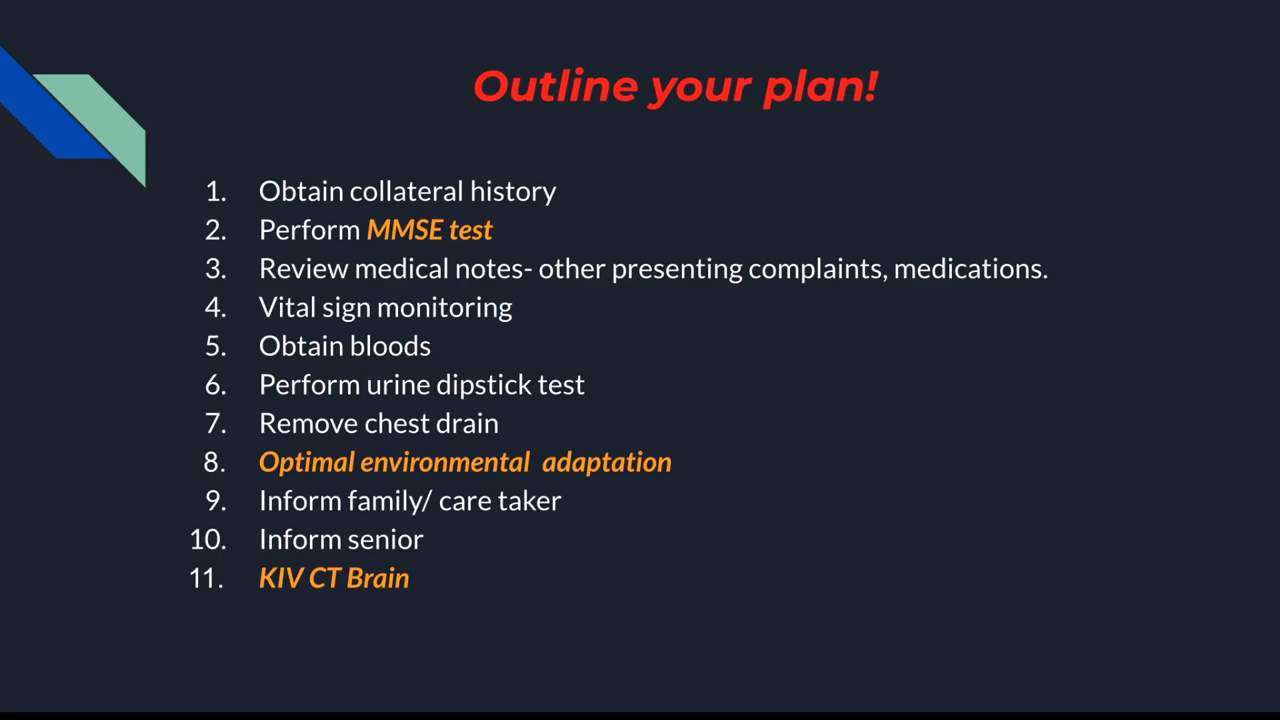 Outline your plan!
1. Obtain collateral history
2. Perform MMSE test
3. Review medical notes- other presenting complaints, medications.
4. Vital sign monitoring
5. Obtain bloods
6. Perform urine dipstick test
7. Remove chest drain
8. Optimal environmental adaptation
9. Inform family/ care taker
10. Inform senior
11. KIV CT Brain